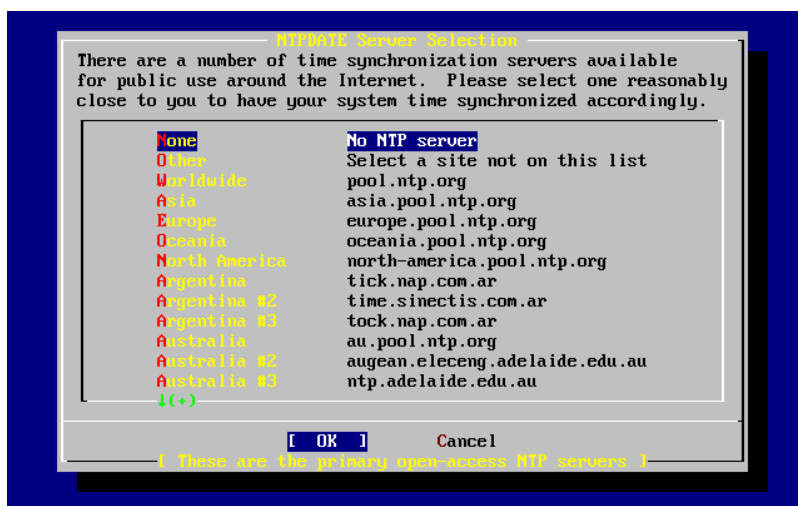 NTPDATE Server Selection
There are a number of time synchronization servers available
for public use around the Internet.  Please select one reasonably
close to you to have your system time synchronized accordingly.
None No NTP server
Other Select a site not on this list
Worldwide pool.ntp.org
Asia asia.pool.ntp.org
Europe europe.pool.ntp.org
Oceania oceania.pool.ntp.org
North America north-america.pool.ntp.org
Argentina tick.nap.com.ar
Argentina #2 time.sinectis.com.ar
Argentina #3 tock.nap.com.ar
Australia au.pool.ntp.org
Australia #2 augean.eleceng.adelaide.edu.au
Australia #3 ntp.adelaide.edu.au
↓(+)
[ OK ] Cancel
[ These are the primary open-access NTP servers ]